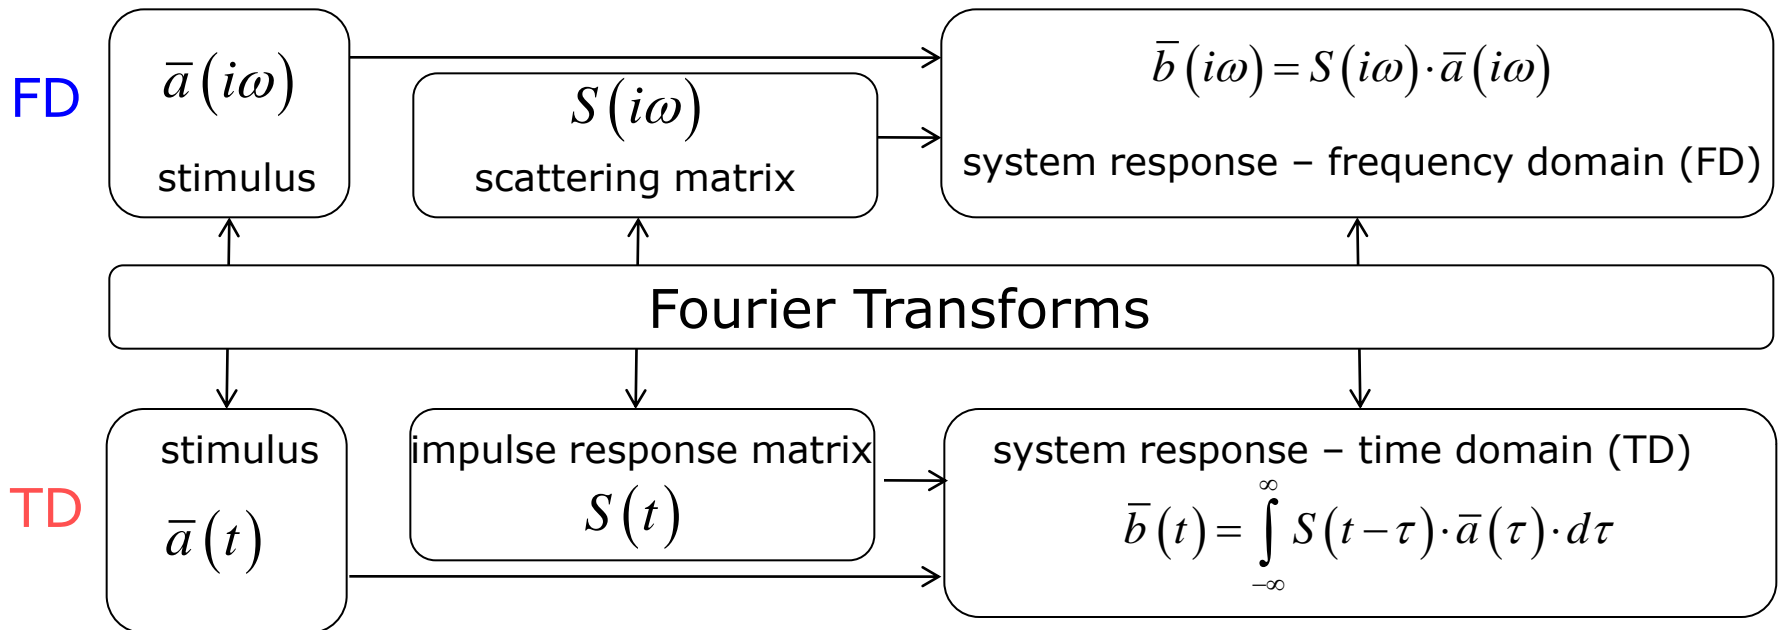 FD
a̅(iω)
stimulus
S(iω)
scattering matrix
b̅(iω) = S(iω)·a̅(iω)
system response – frequency domain (FD)
Fourier Transforms
TD
stimulus
a̅(t)
impulse response matrix
S(t)
system response – time domain (TD)
b̅(t) = ∫_{-∞}^{∞} S(t−τ)·a̅(τ)·dτ